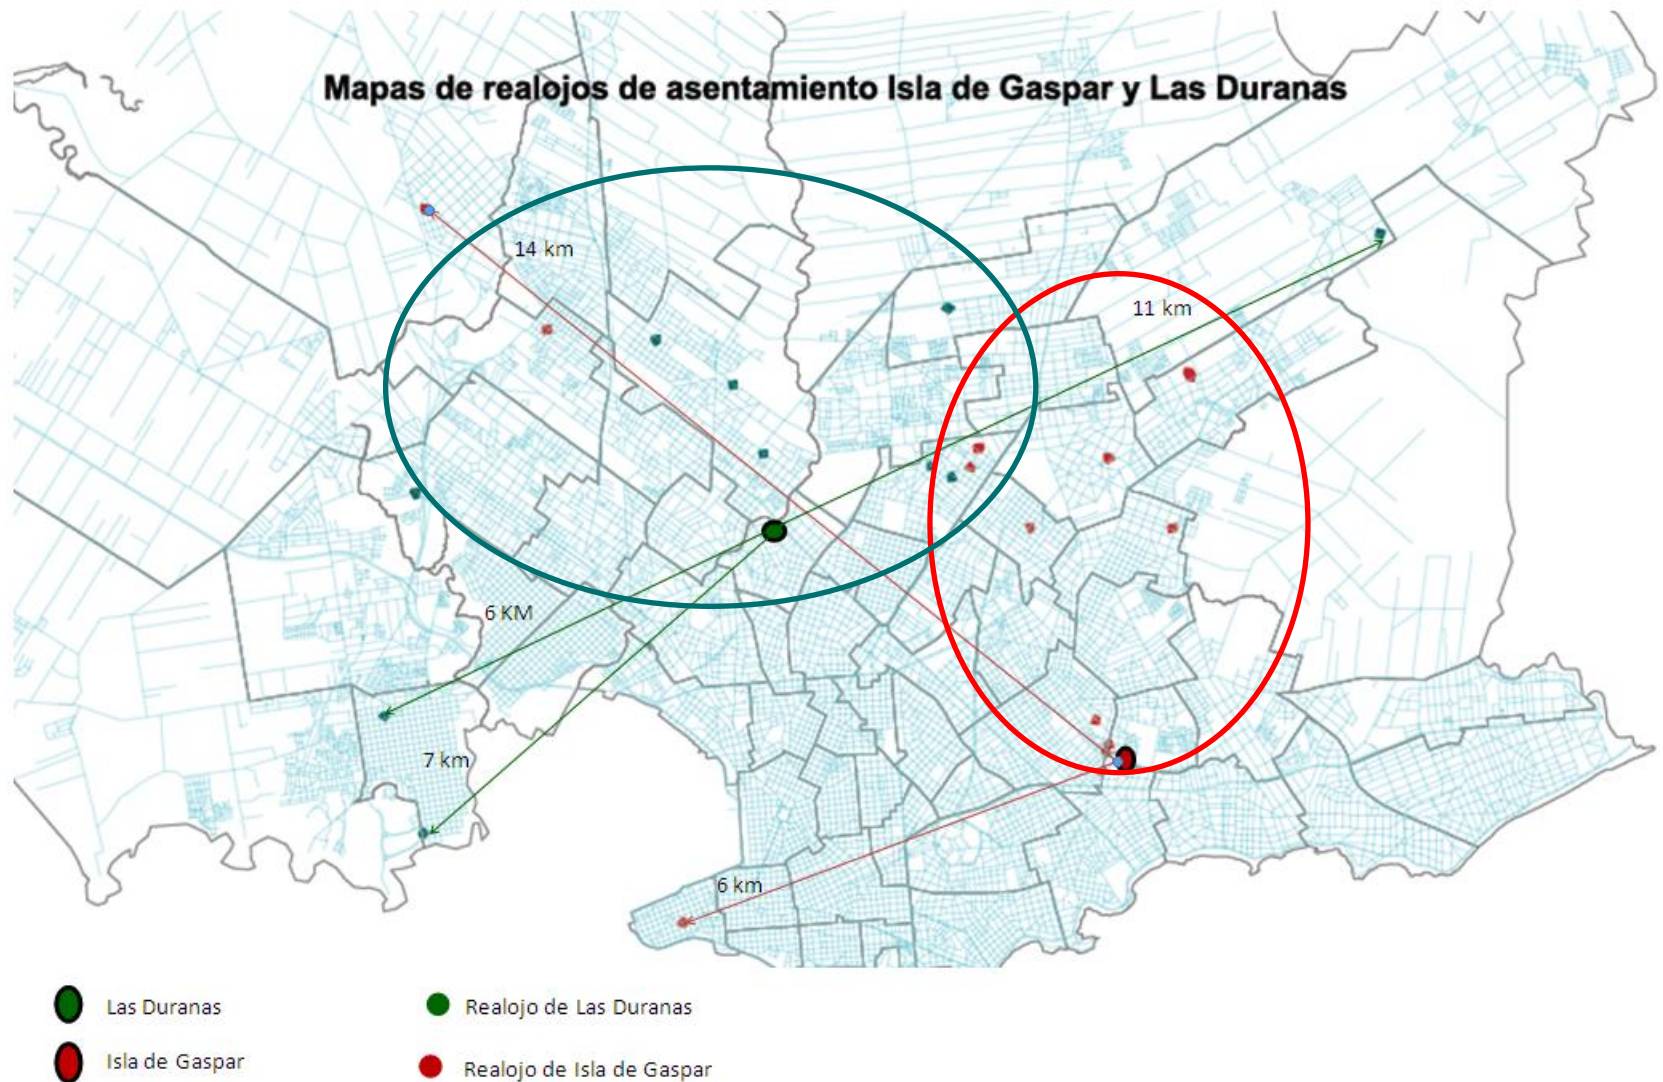 Mapas de realojos de asentamiento Isla de Gaspar y Las Duranas
14 km
11 km
6 KM
7 km
6 km
Las Duranas
Realojo de Las Duranas
Isla de Gaspar
Realojo de Isla de Gaspar